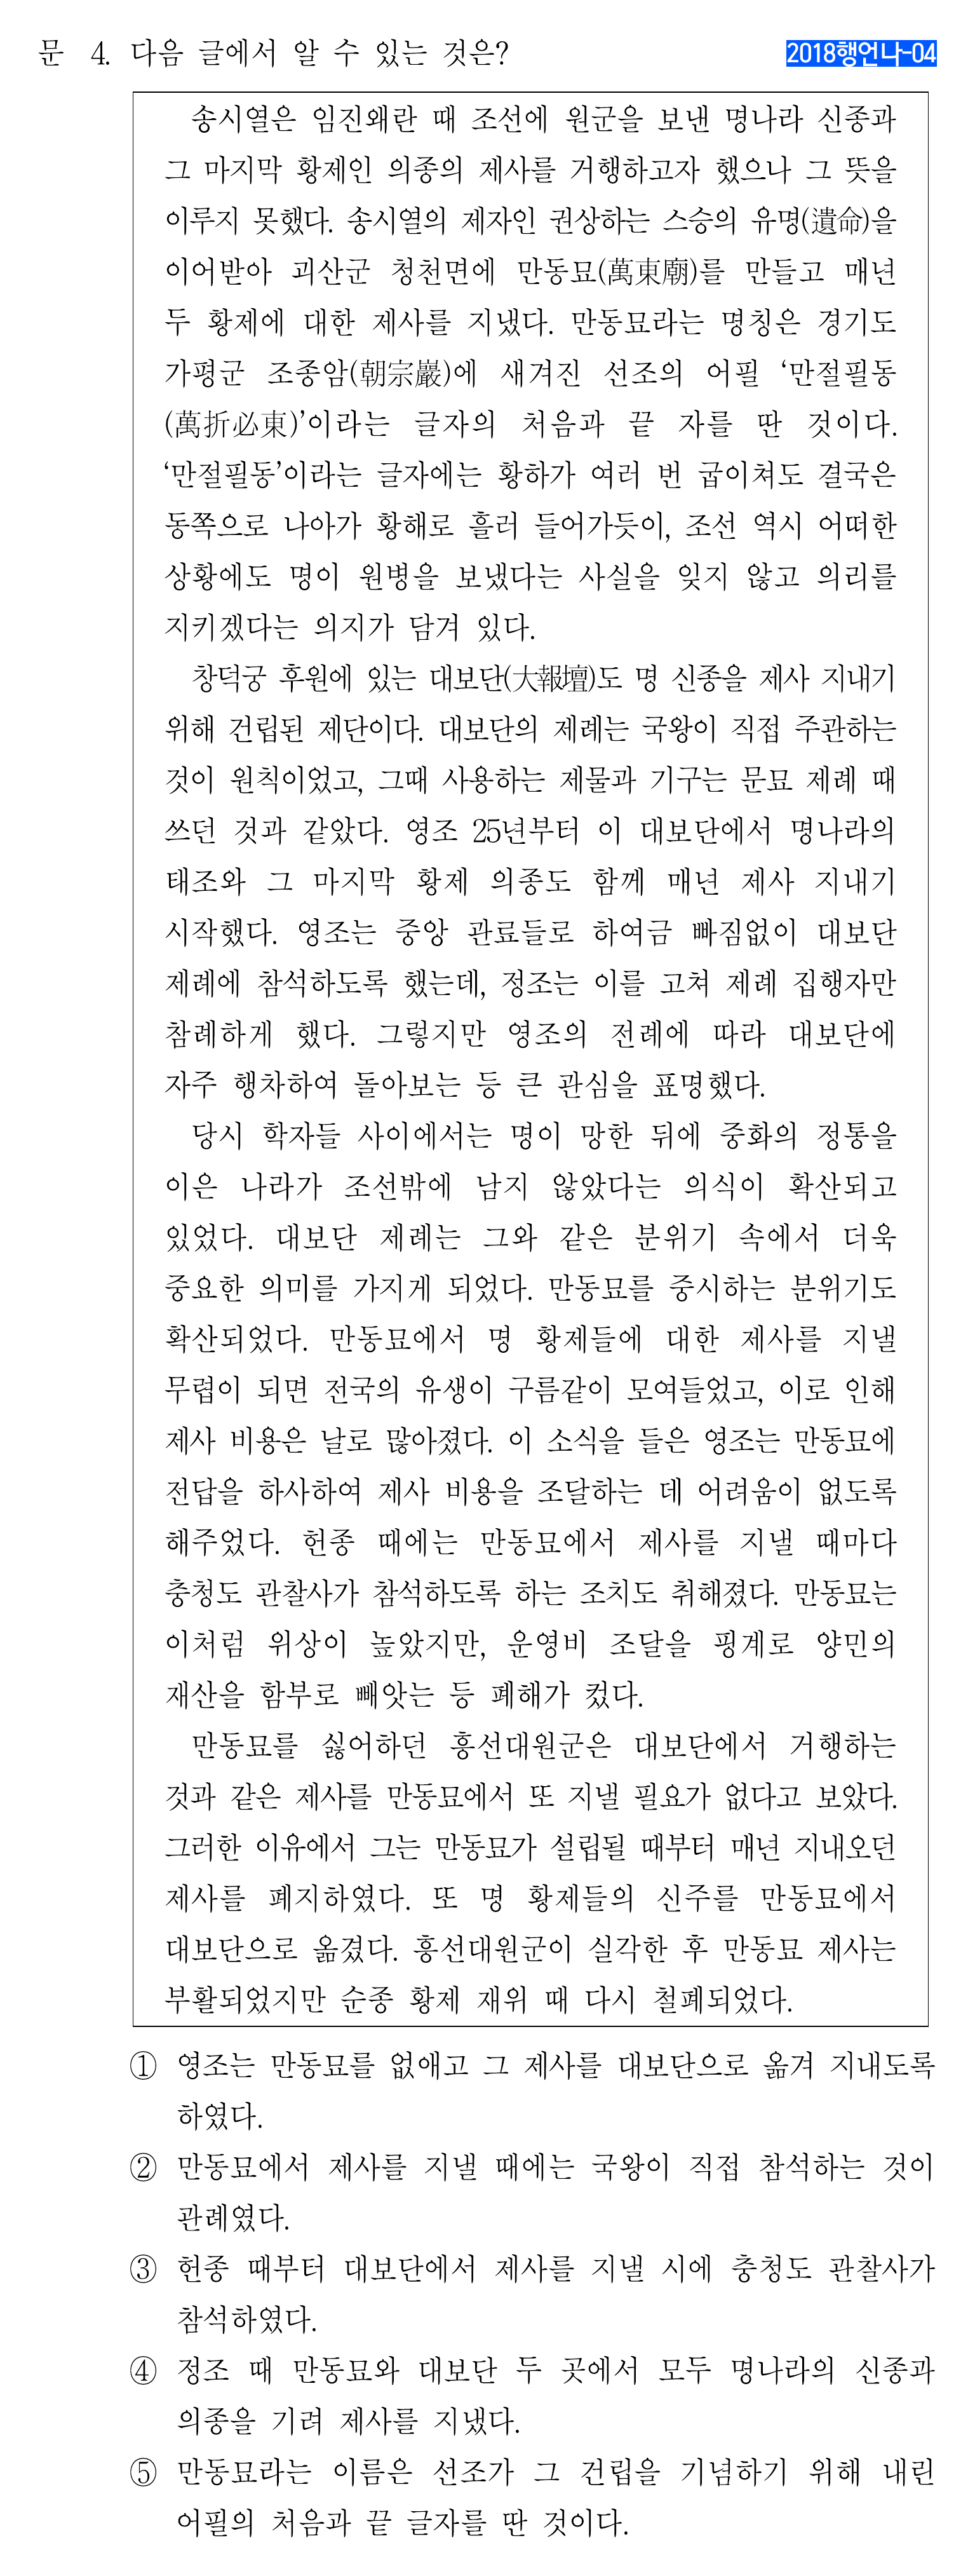 문 4. 다음 글에서 알 수 있는 것은?
2018행언나-04
송시열은 임진왜란 때 조선에 원군을 보낸 명나라 신종과
그 마지막 황제인 의종의 제사를 거행하고자 했으나 그 뜻을
이루지 못했다. 송시열의 제자인 권상하는 스승의 유명(遺命)을
이어받아 괴산군 청천면에 만동묘(萬東廟)를 만들고 매년
두 황제에 대한 제사를 지냈다. 만동묘라는 명칭은 경기도
가평군 조종암(朝宗巖)에 새겨진 선조의 어필 ‘만절필동
(萬折必東)’이라는 글자의 처음과 끝 자를 딴 것이다.
‘만절필동’이라는 글자에는 황하가 여러 번 굽이쳐도 결국은
동쪽으로 나아가 황해로 흘러 들어가듯이, 조선 역시 어떠한
상황에도 명이 원병을 보냈다는 사실을 잊지 않고 의리를
지키겠다는 의지가 담겨 있다.
창덕궁 후원에 있는 대보단(大報壇)도 명 신종을 제사 지내기
위해 건립된 제단이다. 대보단의 제례는 국왕이 직접 주관하는
것이 원칙이었고, 그때 사용하는 제물과 기구는 문묘 제례 때
쓰던 것과 같았다. 영조 25년부터 이 대보단에서 명나라의
태조와 그 마지막 황제 의종도 함께 매년 제사 지내기
시작했다. 영조는 중앙 관료들로 하여금 빠짐없이 대보단
제례에 참석하도록 했는데, 정조는 이를 고쳐 제례 집행자만
참례하게 했다. 그렇지만 영조의 전례에 따라 대보단에
자주 행차하여 돌아보는 등 큰 관심을 표명했다.
당시 학자들 사이에서는 명이 망한 뒤에 중화의 정통을
이은 나라가 조선밖에 남지 않았다는 의식이 확산되고
있었다. 대보단 제례는 그와 같은 분위기 속에서 더욱
중요한 의미를 가지게 되었다. 만동묘를 중시하는 분위기도
확산되었다. 만동묘에서 명 황제들에 대한 제사를 지낼
무렵이 되면 전국의 유생이 구름같이 모여들었고, 이로 인해
제사 비용은 날로 많아졌다. 이 소식을 들은 영조는 만동묘에
전답을 하사하여 제사 비용을 조달하는 데 어려움이 없도록
해주었다. 헌종 때에는 만동묘에서 제사를 지낼 때마다
충청도 관찰사가 참석하도록 하는 조치도 취해졌다. 만동묘는
이처럼 위상이 높았지만, 운영비 조달을 핑계로 양민의
재산을 함부로 빼앗는 등 폐해가 컸다.
만동묘를 싫어하던 흥선대원군은 대보단에서 거행하는
것과 같은 제사를 만동묘에서 또 지낼 필요가 없다고 보았다.
그러한 이유에서 그는 만동묘가 설립될 때부터 매년 지내오던
제사를 폐지하였다. 또 명 황제들의 신주를 만동묘에서
대보단으로 옮겼다. 흥선대원군이 실각한 후 만동묘 제사는
부활되었지만 순종 황제 재위 때 다시 철폐되었다.
① 영조는 만동묘를 없애고 그 제사를 대보단으로 옮겨 지내도록
하였다.
② 만동묘에서 제사를 지낼 때에는 국왕이 직접 참석하는 것이
관례였다.
③ 헌종 때부터 대보단에서 제사를 지낼 시에 충청도 관찰사가
참석하였다.
④ 정조 때 만동묘와 대보단 두 곳에서 모두 명나라의 신종과
의종을 기려 제사를 지냈다.
⑤ 만동묘라는 이름은 선조가 그 건립을 기념하기 위해 내린
어필의 처음과 끝 글자를 딴 것이다.